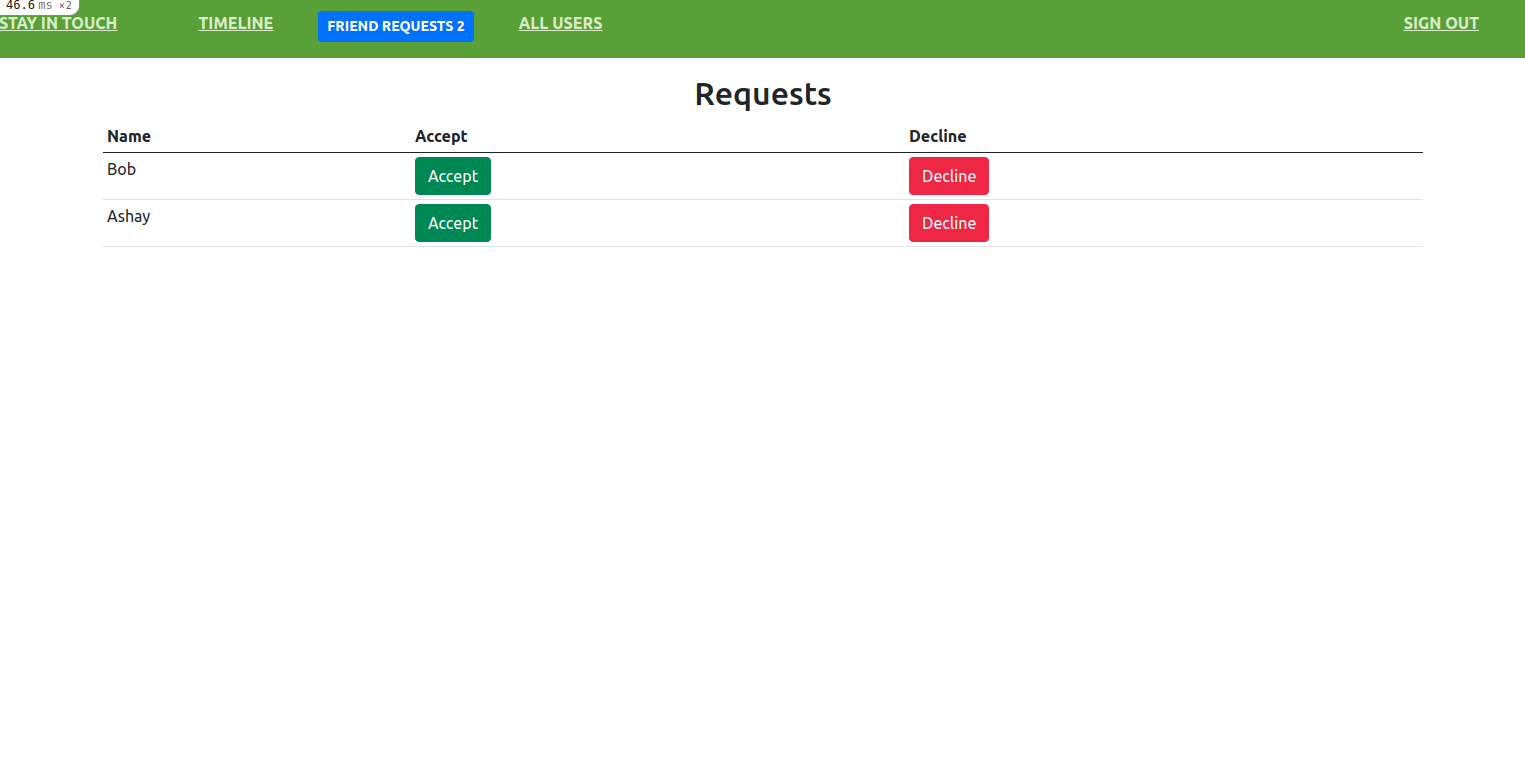 46.6 ms ×2
STAY IN TOUCH TIMELINE FRIEND REQUESTS 2 ALL USERS SIGN OUT
Requests
Name Accept Decline
Bob Accept Decline
Ashay Accept Decline